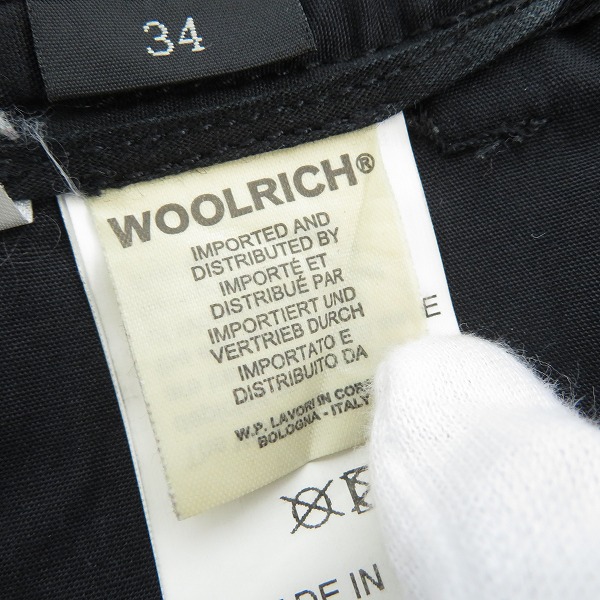 34
WOOLRICH®
IMPORTED AND
DISTRIBUTED BY
IMPORTÉ ET
DISTRIBUÉ PAR
IMPORTIERT UND
VERTRIEB DURCH
IMPORTATO E
DISTRIBUITO DA
W.P. LAVORI IN CORSO
BOLOGNA - ITALY
E
MADE IN